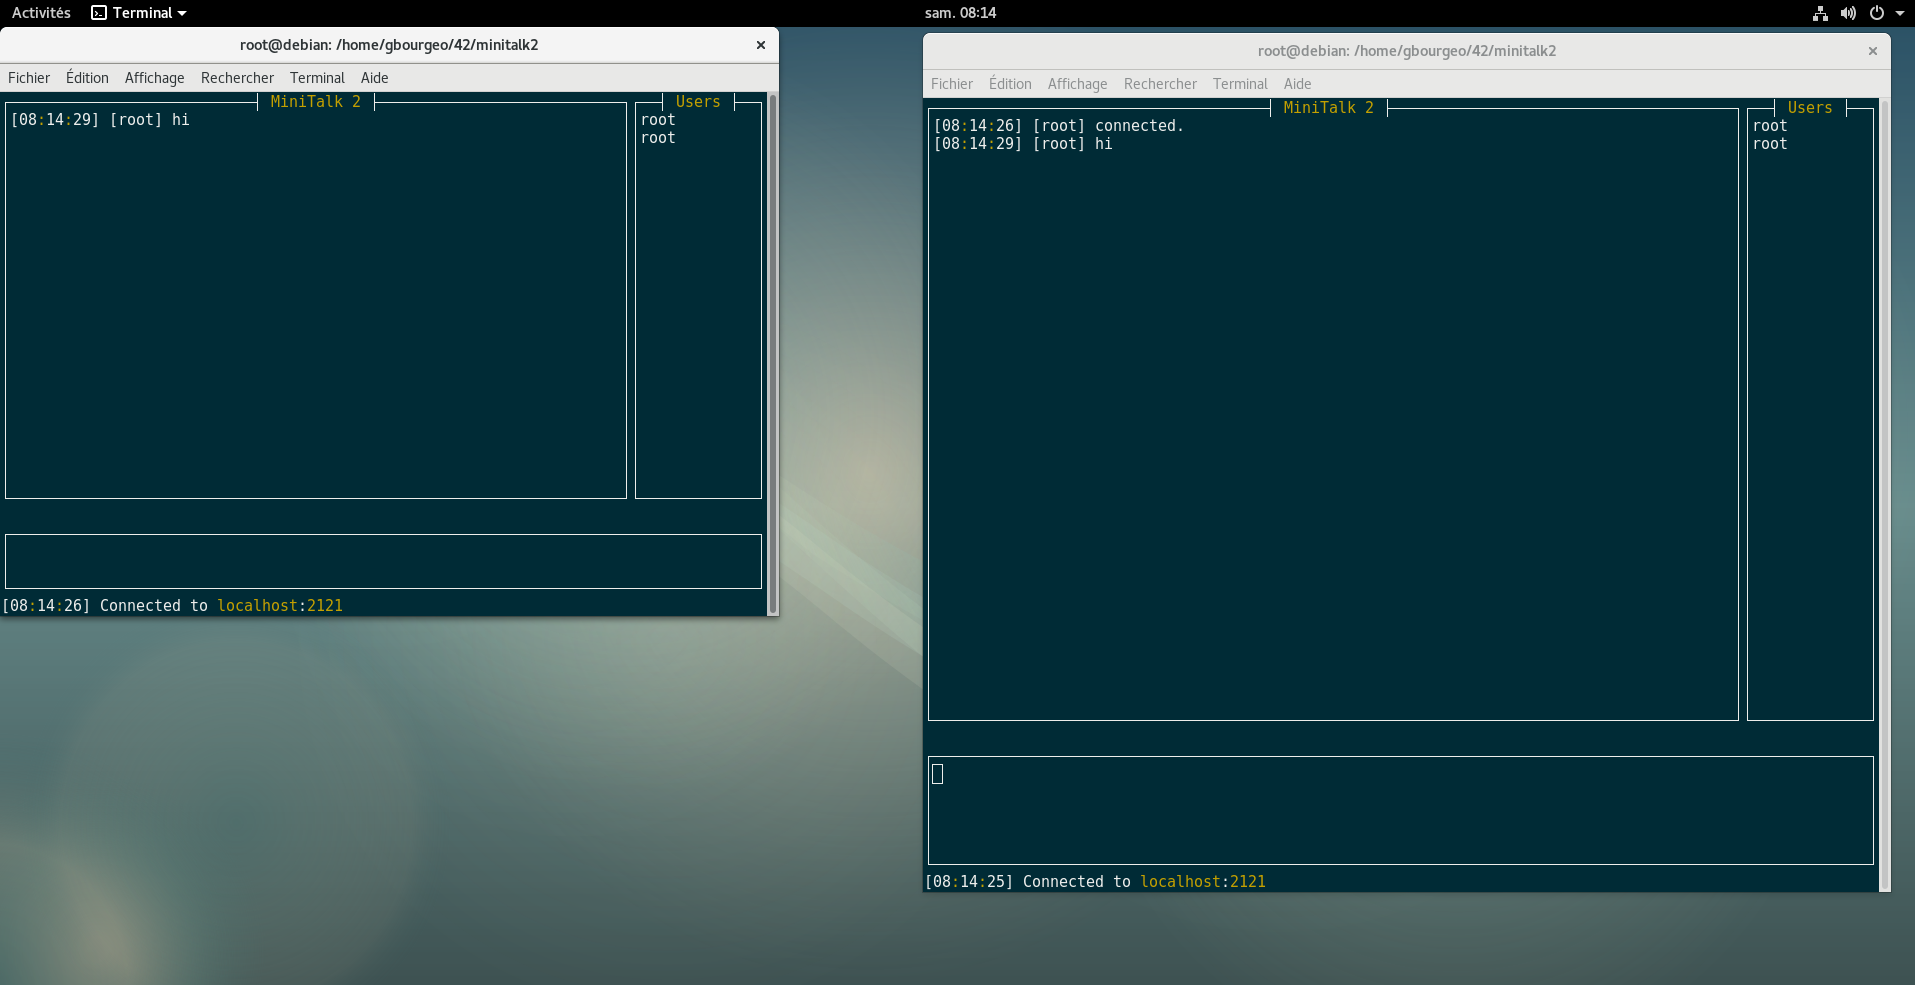 Activités Terminal sam. 08:14
root@debian: /home/gbourgeo/42/minitalk2
Fichier Édition Affichage Rechercher Terminal Aide
MiniTalk 2 Users
[08:14:29] [root] hi root
root
[08:14:26] Connected to localhost:2121
root@debian: /home/gbourgeo/42/minitalk2
Fichier Édition Affichage Rechercher Terminal Aide
MiniTalk 2 Users
[08:14:26] [root] connected. root
[08:14:29] [root] hi root
[08:14:25] Connected to localhost:2121